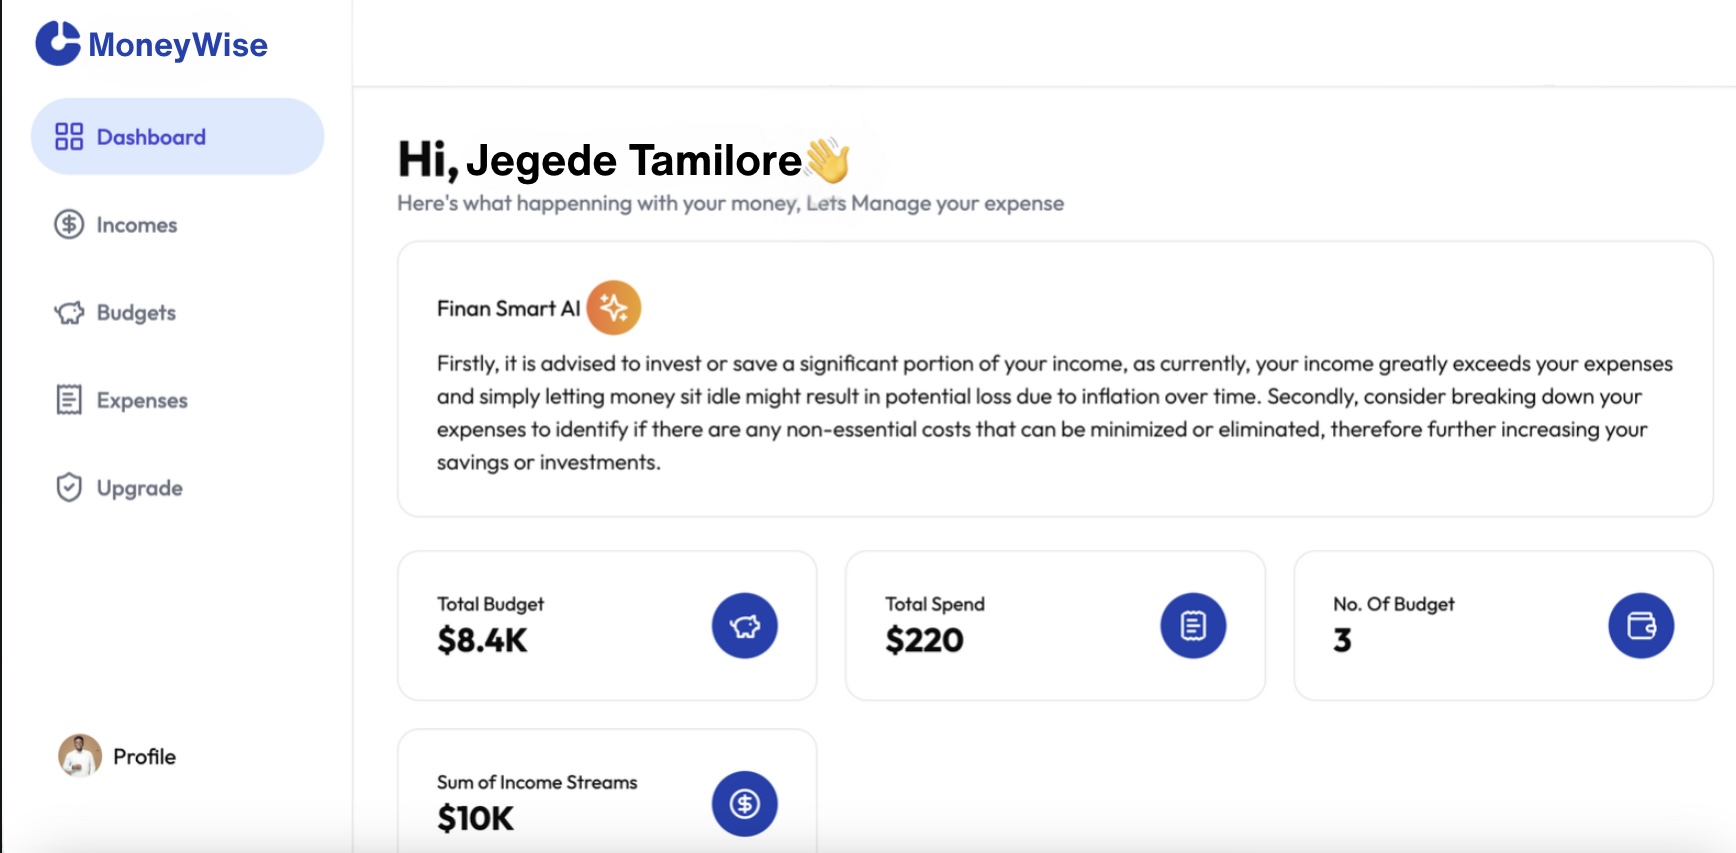 MoneyWise
Dashboard
Incomes
Budgets
Expenses
Upgrade
Profile
Hi, Jegede Tamilore👋
Here's what happenning with your money, Lets Manage your expense
Finan Smart AI
Firstly, it is advised to invest or save a significant portion of your income, as currently, your income greatly exceeds your expenses
and simply letting money sit idle might result in potential loss due to inflation over time. Secondly, consider breaking down your
expenses to identify if there are any non-essential costs that can be minimized or eliminated, therefore further increasing your
savings or investments.
Total Budget
$8.4K
Total Spend
$220
No. Of Budget
3
Sum of Income Streams
$10K